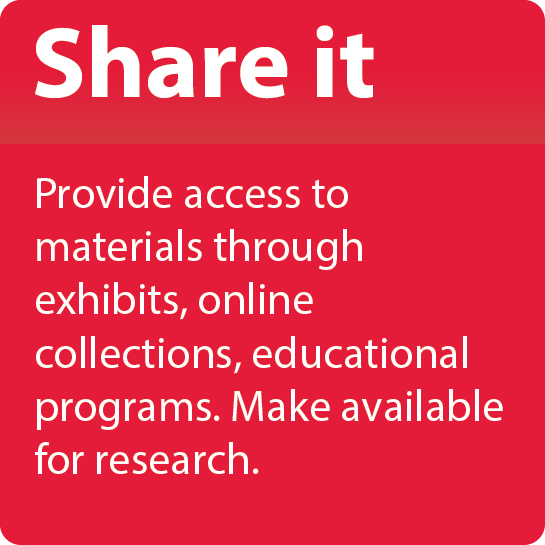 Share it
Provide access to
materials through
exhibits, online
collections, educational
programs. Make available
for research.